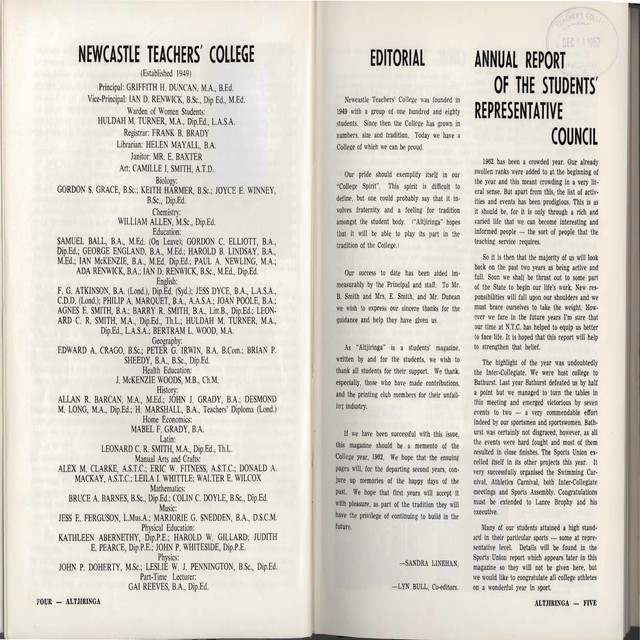 NEWCASTLE TEACHERS' COLLEGE
(Established 1949)
Principal: GRIFFITH H. DUNCAN, M.A., B.Ed.
Vice-Principal: IAN D. RENWICK, B.Sc., Dip Ed., M.Ed.
Warden of Women Students:
HULDAH M. TURNER, M.A., Dip.Ed., L.A.S.A.
Registrar: FRANK B. BRADY
Librarian: HELEN MAYALL, B.A.
Janitor: MR. E. BAXTER
Art: CAMILLE I. SMITH, A.T.D.
Biology:
GORDON S. GRACE, B.Sc.; KEITH HARMER, B.Sc.; JOYCE E. WINNEY,
B.Sc., Dip.Ed.
Chemistry:
WILLIAM ALLEN, M.Sc., Dip.Ed.
Education:
SAMUEL BALL, B.A., M.Ed. (On Leave); GORDON C. ELLIOTT, B.A.,
Dip.Ed.; GEORGE ENGLAND, B.A., M.Ed.; HAROLD B. LINDSAY, B.A.,
M.Ed.; IAN McKENZIE, B.A., M.Ed, Dip.Ed.; PAUL A. NEWLING, M.A.;
ADA RENWICK, B.A.; IAN D. RENWICK, B.Sc, M.Ed, Dip.Ed.
English:
F. G. ATKINSON, B.A. (Lond.), Dip.Ed. (Syd.); JESS DYCE, B.A., L.A.S.A.,
C.D.D. (Lond.); PHILIP A. MARQUET, B.A., A.A.S.A.; JOAN POOLE, B.A.;
AGNES E. SMITH, B.A.; BARRY R. SMITH, B.A., Litt.B., Dip.Ed.; LEON-
ARD C. R. SMITH, M.A., Dip.Ed., Th.L.; HULDAH M. TURNER, M.A.,
Dip.Ed., L.A.S.A.; BERTRAM L. WOOD, M.A.
Geography:
EDWARD A. CRAGO, B.Sc.; PETER G. IRWIN, B.A. B.Com.; BRIAN P.
SHEEDY, B.A., B.Sc., Dip.Ed.
Health Education:
J. McKENZIE WOODS, M.B., Ch.M.
History:
ALLAN R. BARCAN, M.A., M.Ed.; JOHN J. GRADY, B.A.; DESMOND
M. LONG, M.A., Dip.Ed.; H. MARSHALL, B.A., Teachers' Diploma (Lond.)
Home Economics:
MABEL F. GRADY, B.A.
Latin:
LEONARD C. R. SMITH, M.A., Dip.Ed., Th.L.
Manual Arts and Crafts:
ALEX M. CLARKE, A.S.T.C.; ERIC W. FITNESS, A.S.T.C.; DONALD A.
MACKAY, A.S.T.C.; LEILA I. WHITTLE; WALTER E. WILCOX
Mathematics:
BRUCE A. BARNES, B.Sc., Dip.Ed.; COLIN C. DOYLE, B.Sc., Dip.Ed.
Music:
JESS E. FERGUSON, L.Mus.A.; MARJORIE G. SNEDDEN, B.A., D.S.C.M.
Physical Education:
KATHLEEN ABERNETHY, Dip.P.E.; HAROLD W. GILLARD; JUDITH
E. PEARCE, Dip.P.E.; JOHN P. WHITESIDE, Dip.P.E.
Physics:
JOHN P. DOHERTY, M.Sc.; LESLIE W. J. PENNINGTON, B.Sc., Dip.Ed.
Part-Time Lecturer:
GAI REEVES, B.A., Dip.Ed.
FOUR — ALTJIRINGA
EDITORIAL
Newcastle Teachers' College was founded in
1949 with a group of one hundred and eighty
students. Since then the College has grown in
numbers, size and tradition. Today we have a
College of which we can be proud.
Our pride should exemplify itself in our
"College Spirit". This spirit is difficult to
define, but one could probably say that it in-
volves fraternity and a feeling for tradition
amongst the student body. ("Altjiringa" hopes
that it will be able to play its part in the
tradition of the College.)
Our success to date has been aided im-
measurably by the Principal and staff. To Mr.
B. Smith and Mrs. E. Smith, and Mr. Duncan
we wish to express our sincere thanks for the
guidance and help they have given us.
As "Altjiringa" is a students' magazine,
written by and for the students, we wish to
thank all students for their support. We thank,
especially, those who have made contributions,
and the printing club members for their unfail-
ing industry.
If we have been successful with this issue,
this magazine should be a memento of the
College year, 1962. We hope that the ensuing
pages will, for the departing second years, con-
jure up memories of the happy days of the
past. We hope that first years will accept it
with pleasure, as part of the tradition they will
have the privilege of continuing to build in the
future.
—SANDRA LINEHAN,
—LYN BULL, Co-editors.
ANNUAL REPORT
OF THE STUDENTS'
REPRESENTATIVE
COUNCIL
1962 has been a crowded year. Our already
swollen ranks were added to at the beginning of
the year and this meant crowding in a very lit-
eral sense. But apart from this, the list of activ-
ities and events has been prodigious. This is as
it should be, for it is only through a rich and
varied life that we can become interesting and
informed people — the sort of people that the
teaching service requires.
So it is then that the majority of us will look
back on the past two years as being active and
full. Soon we shall be thrust out to some part
of the State to begin our life's work. New res-
ponsibilities will fall upon our shoulders and we
must brace ourselves to take the weight. How-
ever we fare in the future years I'm sure that
our time at N.T.C. has helped to equip us better
to face life. It is hoped that this report will help
to strengthen that belief.
The highlight of the year was undoubtedly
the Inter-Collegiate. We were host college to
Bathurst. Last year Bathurst defeated us by half
a point but we managed to turn the tables in
this meeting and emerged victorious by seven
events to two — a very commendable effort
indeed by our sportsmen and sportswomen. Bath-
urst was certainly not disgraced, however, as all
the events were hard fought and most of them
resulted in close finishes. The Sports Union ex-
celled itself in its other projects this year. It
very successfully organised the Swimming Car-
nival, Athletics Carnival, both Inter-Collegiate
meetings and Sports Assembly. Congratulations
must be extended to Lance Brophy and his
executive.
Many of our students attained a high stand-
ard in their particular sports — some at repre-
sentative level. Details will be found in the
Sports Union report which appears later in this
magazine so they will not be given here, but
we would like to congratulate all college athletes
on a wonderful year in sport.
ALTJIRINGA — FIVE